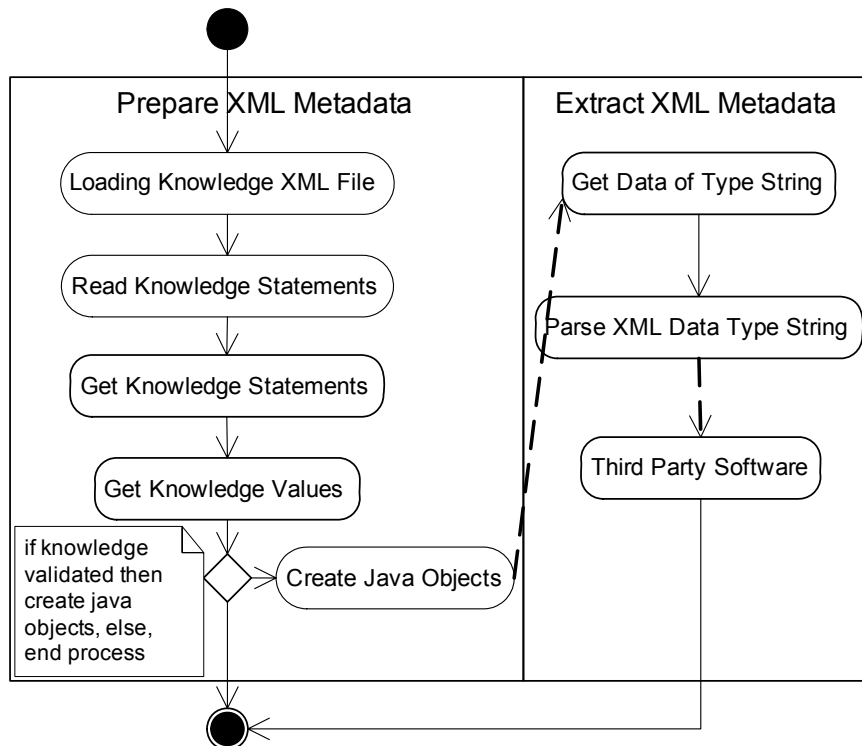 Prepare XML Metadata
Loading Knowledge XML File
Read Knowledge Statements
Get Knowledge Statements
Get Knowledge Values
if knowledge
validated then
create java
objects, else,
end process
Create Java Objects
Extract XML Metadata
Get Data of Type String
Parse XML Data Type String
Third Party Software